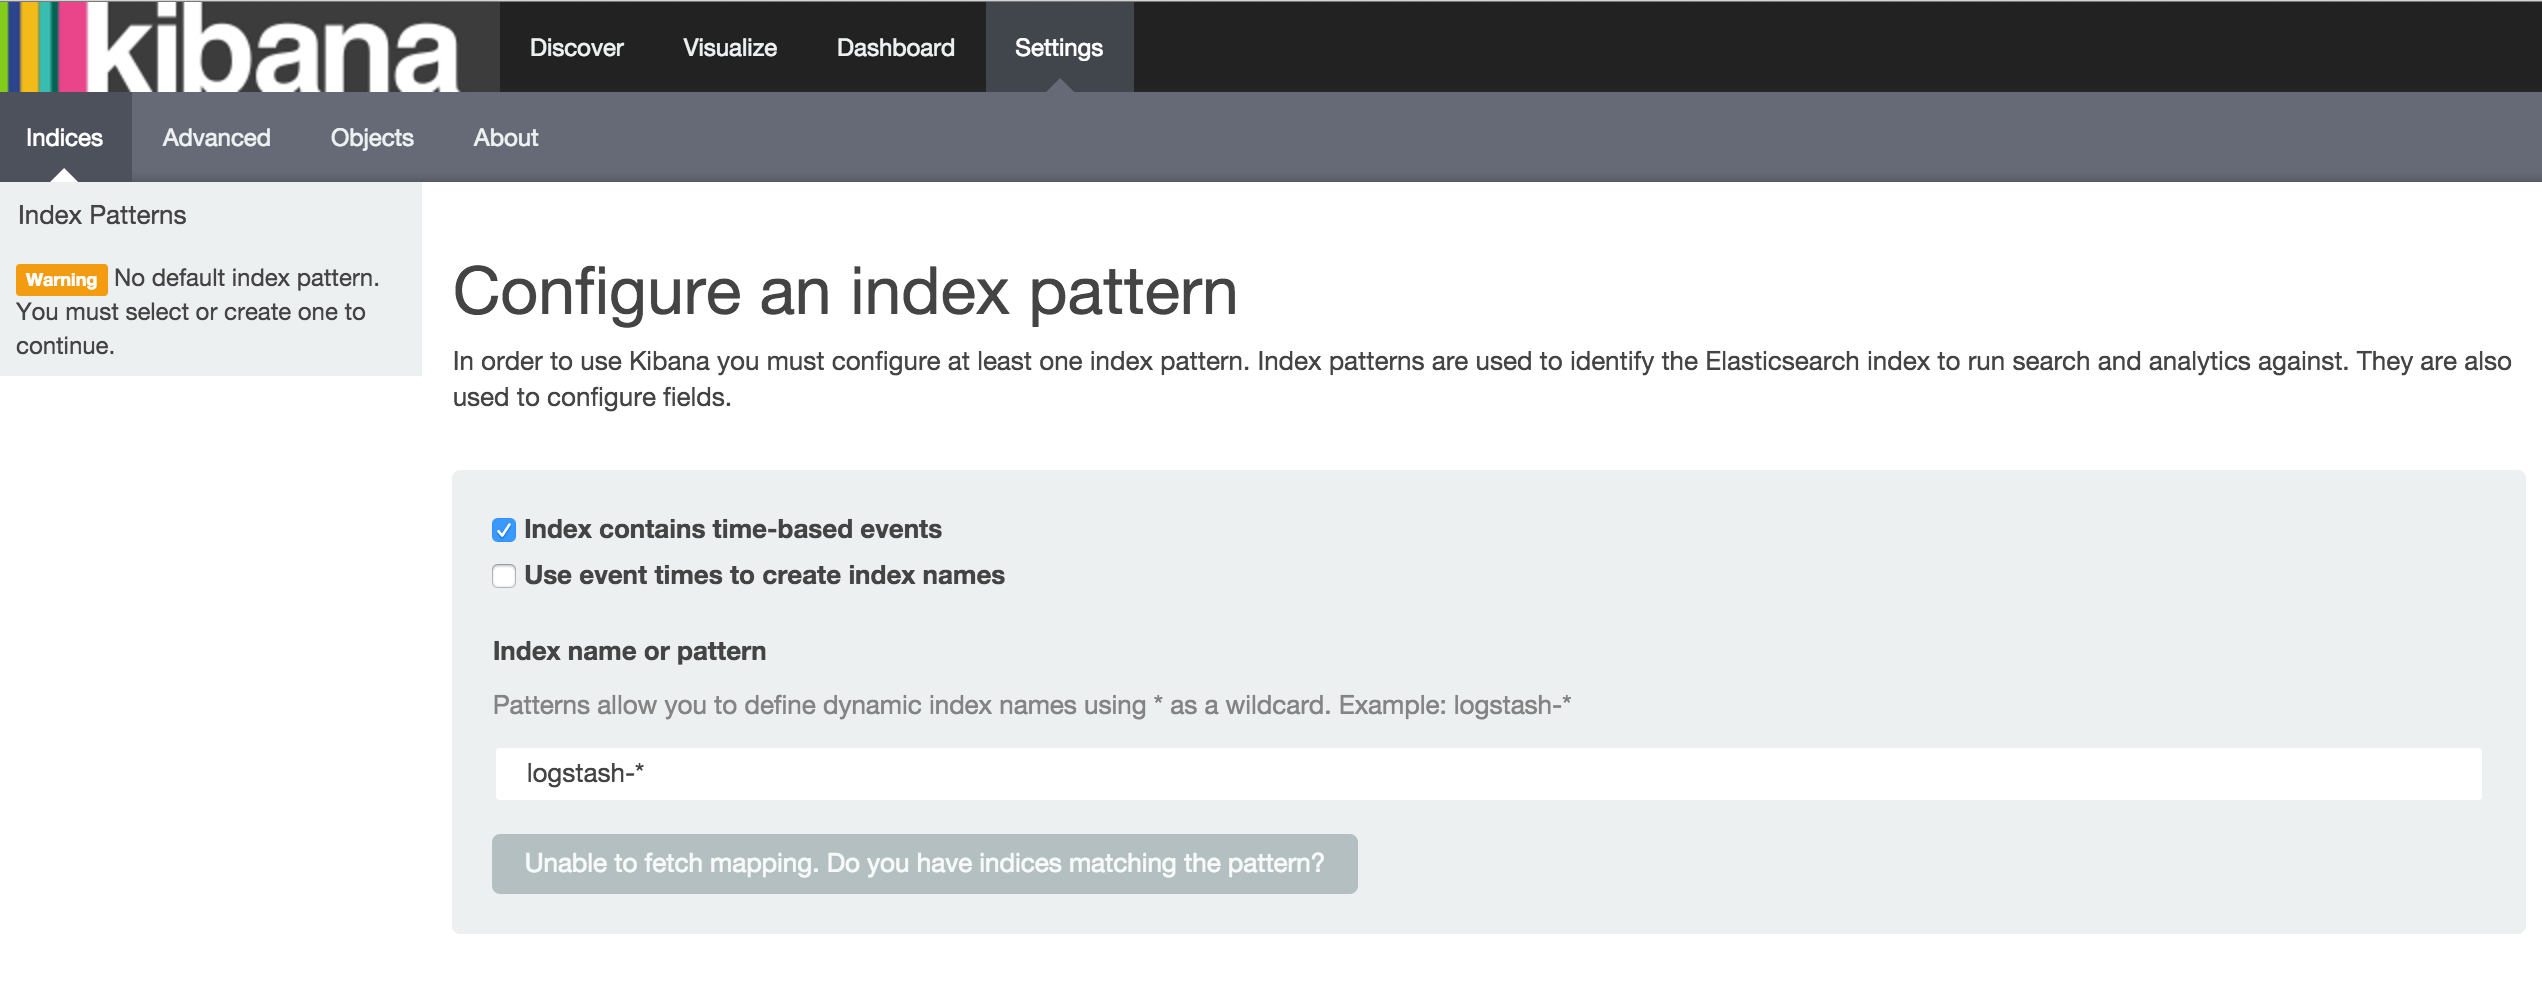 kibana
Discover
Visualize
Dashboard
Settings
Indices
Advanced
Objects
About
Index Patterns
Warning No default index pattern.
You must select or create one to
continue.
Configure an index pattern
In order to use Kibana you must configure at least one index pattern. Index patterns are used to identify the Elasticsearch index to run search and analytics against. They are also
used to configure fields.
Index contains time-based events
Use event times to create index names
Index name or pattern
Patterns allow you to define dynamic index names using * as a wildcard. Example: logstash-*
logstash-*
Unable to fetch mapping. Do you have indices matching the pattern?